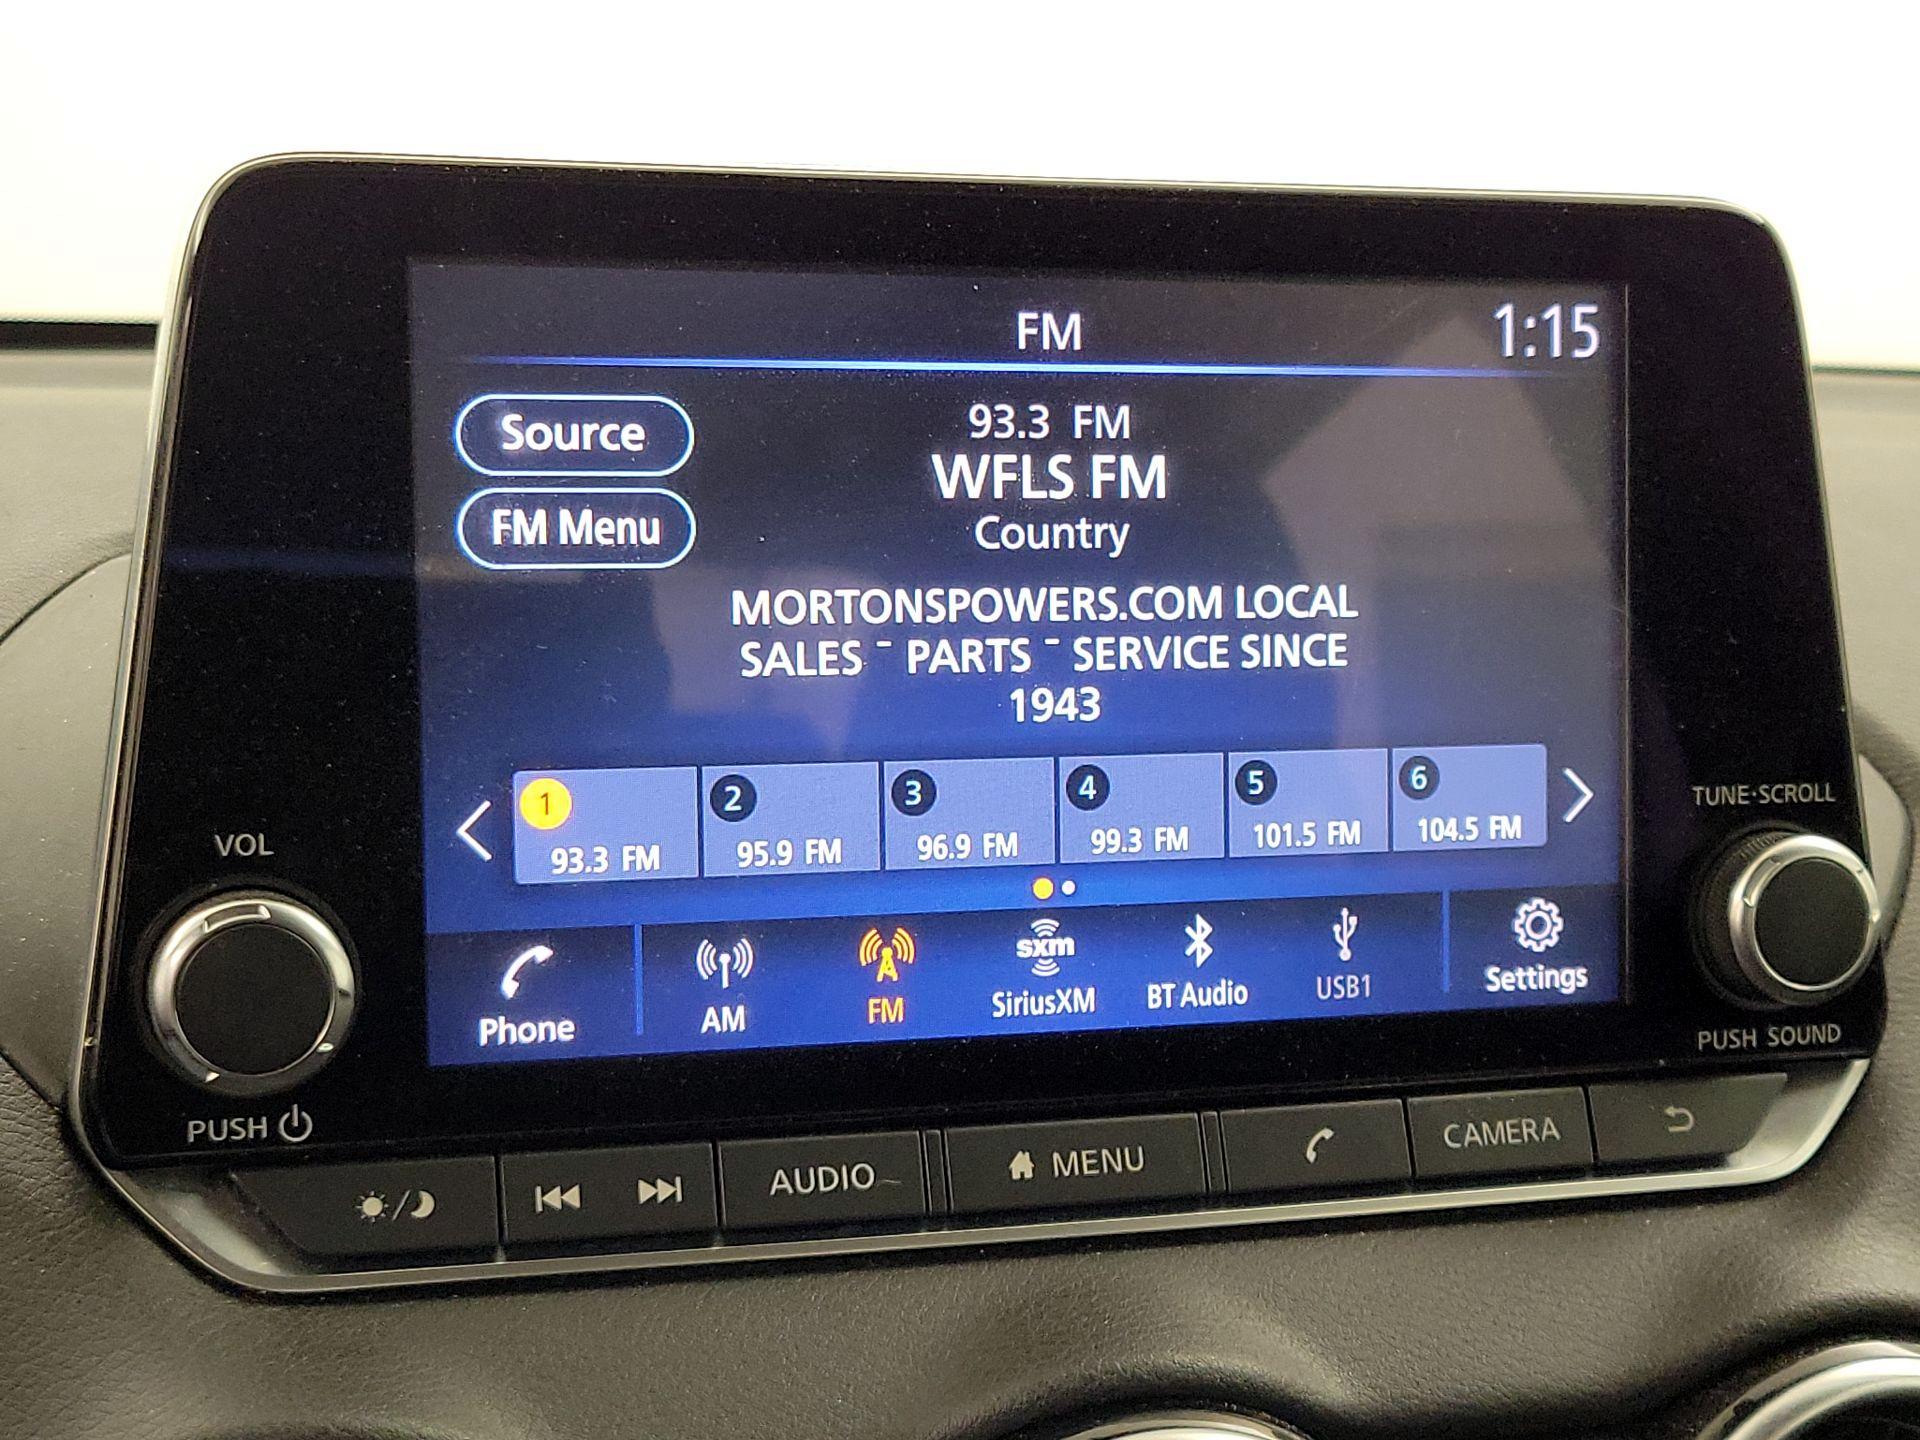 FM
1:15
Source
93.3 FM
WFLS FM
FM Menu
Country
MORTONSPOWERS.COM LOCAL
SALES - PARTS - SERVICE SINCE
1943
1
2
3
4
5
6
93.3 FM
95.9 FM
96.9 FM
99.3 FM
101.5 FM
104.5 FM
VOL
TUNE·SCROLL
Phone
AM
FM
sxm
SiriusXM
BT Audio
USB1
Settings
PUSH
PUSH SOUND
AUDIO
MENU
CAMERA